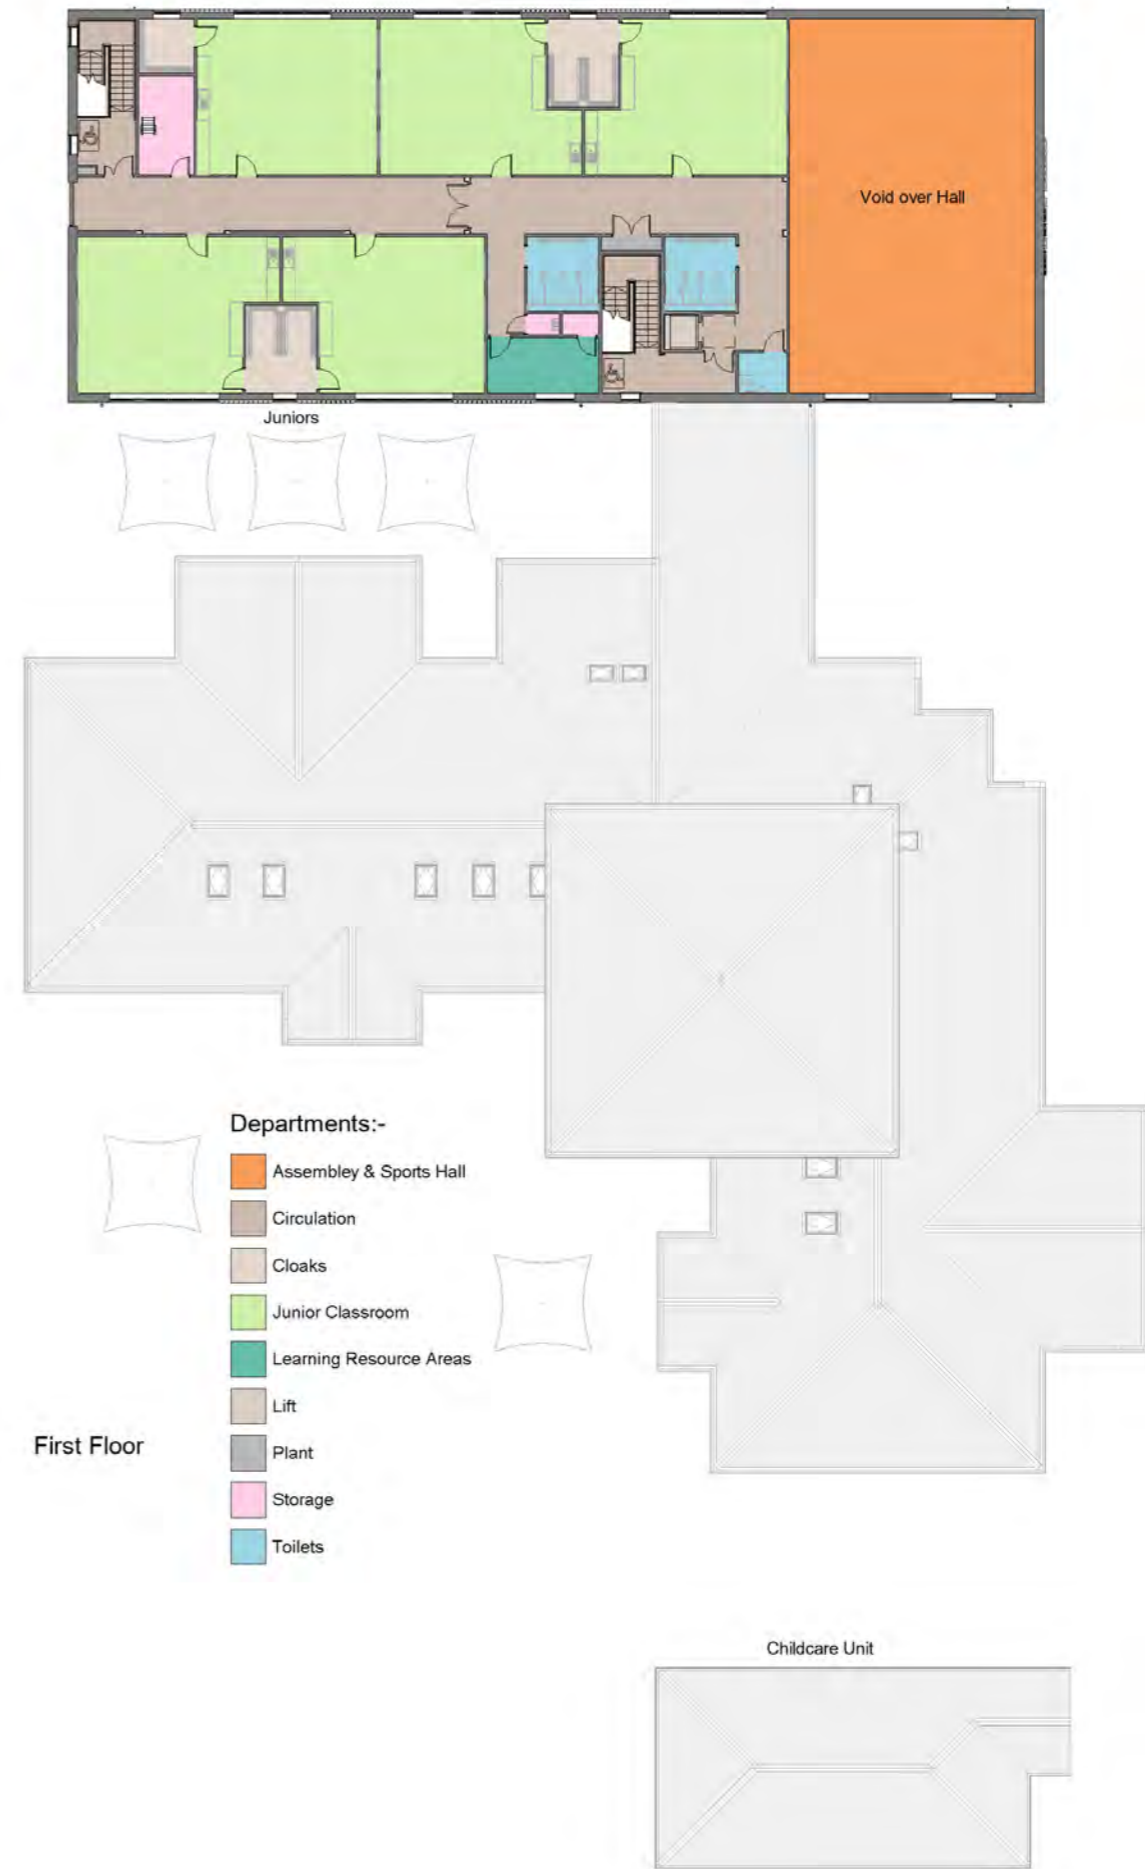 Void over Hall
Juniors
Departments:-
Assembley & Sports Hall
Circulation
Cloaks
Junior Classroom
Learning Resource Areas
Lift
Plant
Storage
Toilets
First Floor
Childcare Unit